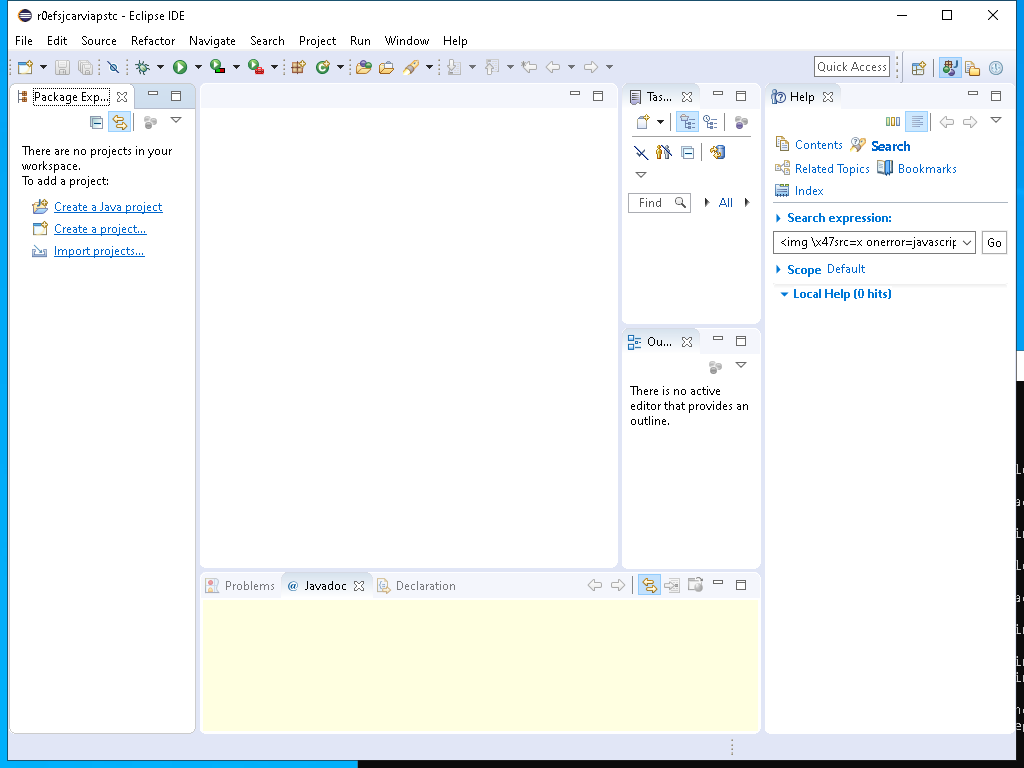 r0efsjcarviapstc - Eclipse IDE
File Edit Source Refactor Navigate Search Project Run Window Help
Quick Access
Package Exp...
There are no projects in your
workspace.
To add a project:
Create a Java project
Create a project...
Import projects...
Tas...
Find
All
Ou...
There is no active
editor that provides an
outline.
Help
Contents Search
Related Topics Bookmarks
Index
Search expression:
<img \x47src=x onerror=javascrip
Go
Scope Default
Local Help (0 hits)
Problems @ Javadoc Declaration